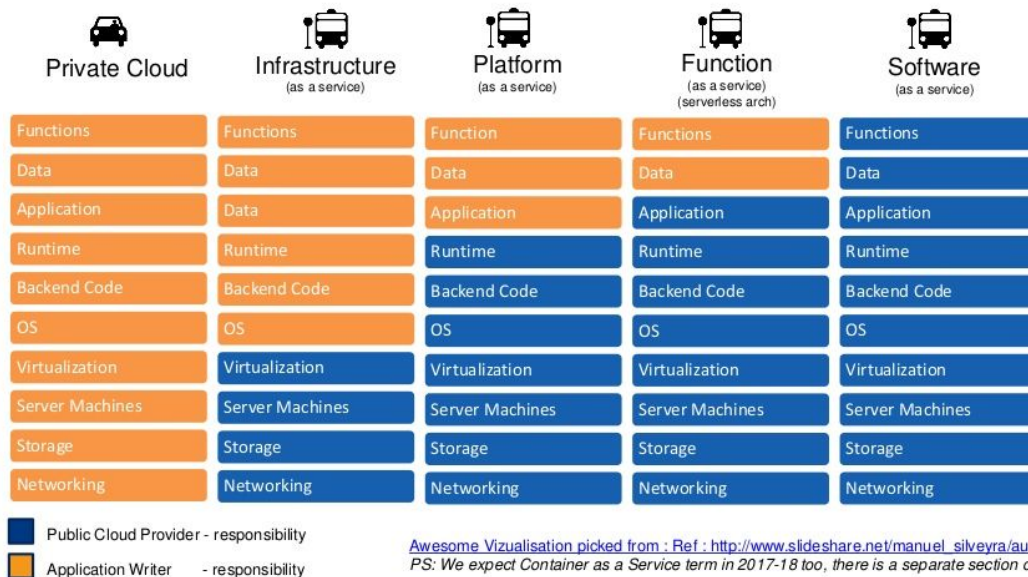 Private Cloud
Infrastructure
(as a service)
Platform
(as a service)
Function
(as a service)
(serverless arch)
Software
(as a service)
Functions
Data
Application
Runtime
Backend Code
OS
Virtualization
Server Machines
Storage
Networking
Functions
Data
Data
Runtime
Backend Code
OS
Virtualization
Server Machines
Storage
Networking
Function
Data
Application
Runtime
Backend Code
OS
Virtualization
Server Machines
Storage
Networking
Functions
Data
Application
Runtime
Backend Code
OS
Virtualization
Server Machines
Storage
Networking
Functions
Data
Application
Runtime
Backend Code
OS
Virtualization
Server Machines
Storage
Networking
Public Cloud Provider - responsibility
Application Writer - responsibility
Awesome Vizualisation picked from : Ref : http://www.slideshare.net/manuel_silveyra/au
PS: We expect Container as a Service term in 2017-18 too, there is a separate section